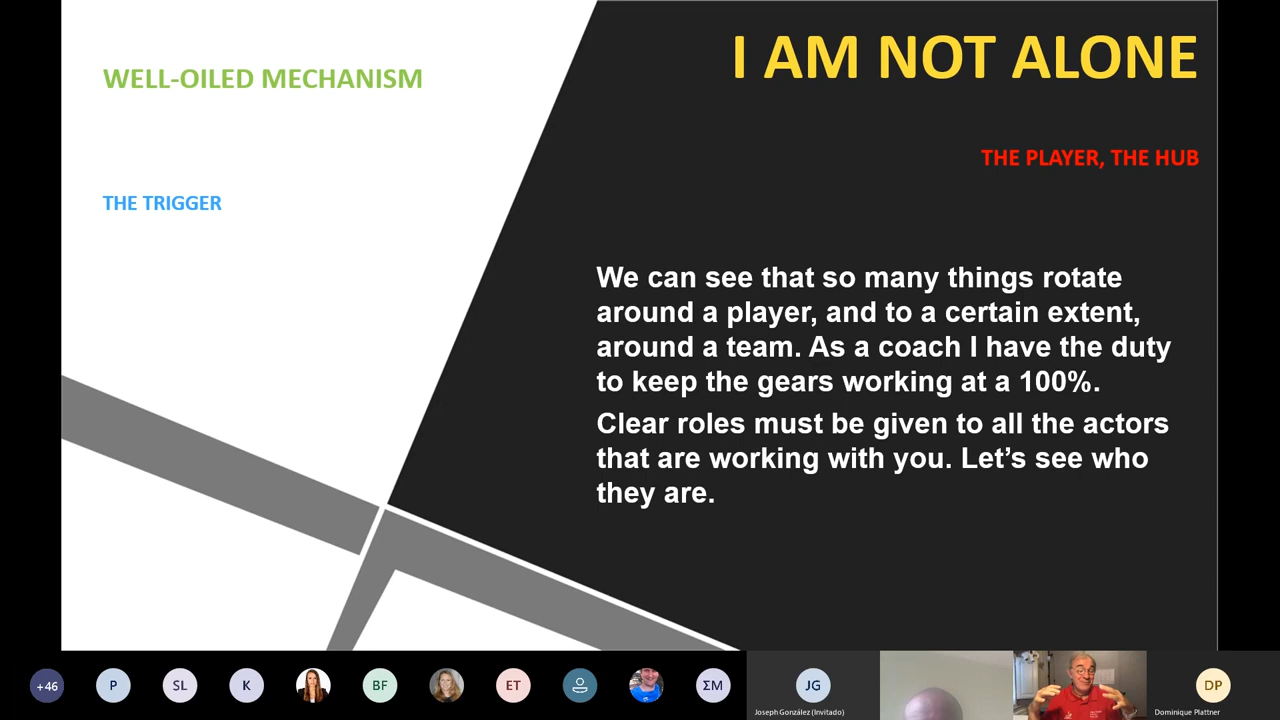 WELL-OILED MECHANISM
THE TRIGGER
I AM NOT ALONE
THE PLAYER, THE HUB
We can see that so many things rotate
around a player, and to a certain extent,
around a team. As a coach I have the duty
to keep the gears working at a 100%.
Clear roles must be given to all the actors
that are working with you. Let’s see who
they are.
+46
P
SL
K
BF
ET
ΣM
JG
Joseph González (Invitado)
DP
Dominique Plattner